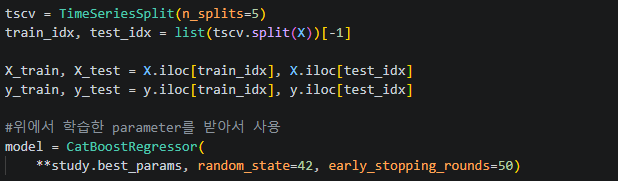 tscv = TimeSeriesSplit(n_splits=5)
train_idx, test_idx = list(tscv.split(X))[-1]
X_train, X_test = X.iloc[train_idx], X.iloc[test_idx]
y_train, y_test = y.iloc[train_idx], y.iloc[test_idx]
#위에서 학습한 parameter를 받아서 사용
model = CatBoostRegressor(
    **study.best_params, random_state=42, early_stopping_rounds=50)